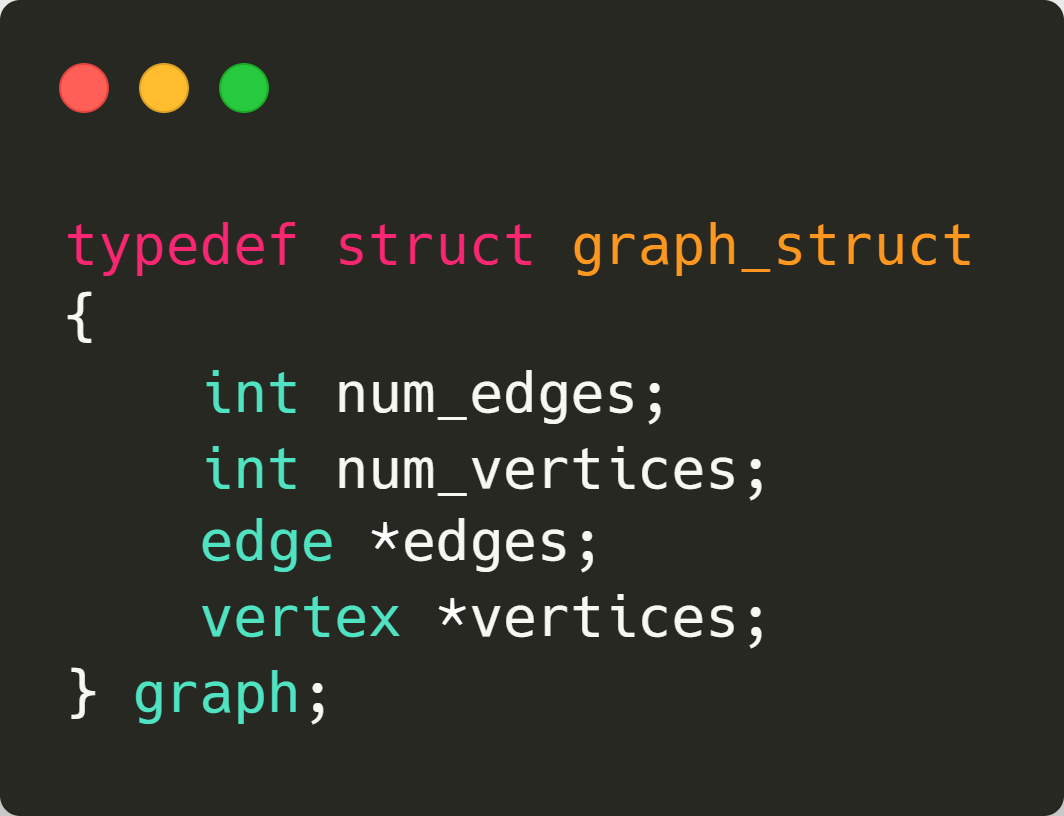 typedef struct graph_struct
{
    int num_edges;
    int num_vertices;
    edge *edges;
    vertex *vertices;
} graph;